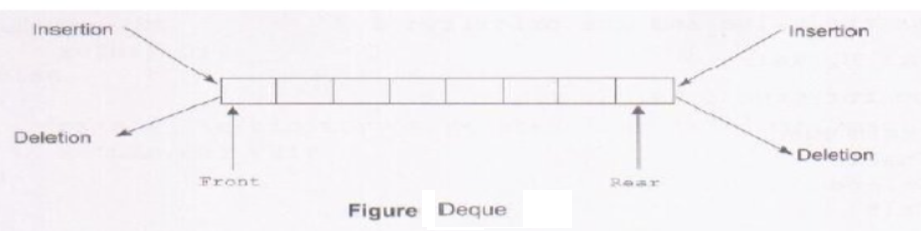 Insertion
Insertion
Deletion
Deletion
Front
Rear
Figure Deque